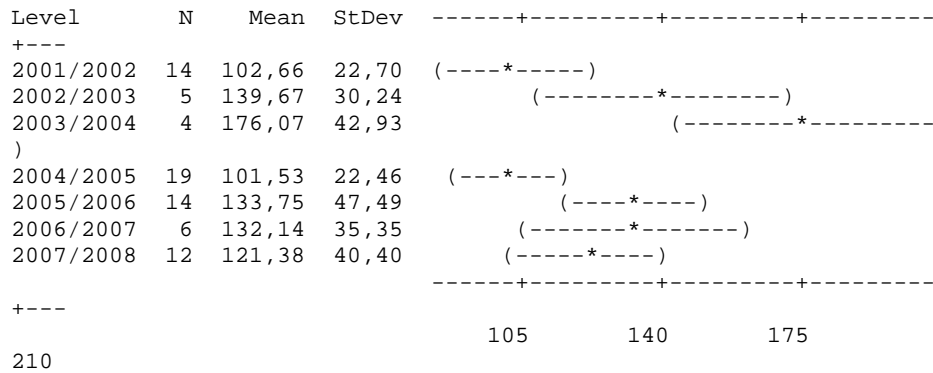 Level       N    Mean  StDev  ------+---------+---------+---------
+---
2001/2002  14  102,66  22,70  (----*-----)
2002/2003   5  139,67  30,24         (--------*--------)
2003/2004   4  176,07  42,93                   (--------*---------
)
2004/2005  19  101,53  22,46   (---*---)
2005/2006  14  133,75  47,49           (----*----)
2006/2007   6  132,14  35,35        (-------*-------)
2007/2008  12  121,38  40,40       (-----*----)
                              ------+---------+---------+---------
+---
                                  105       140       175
210